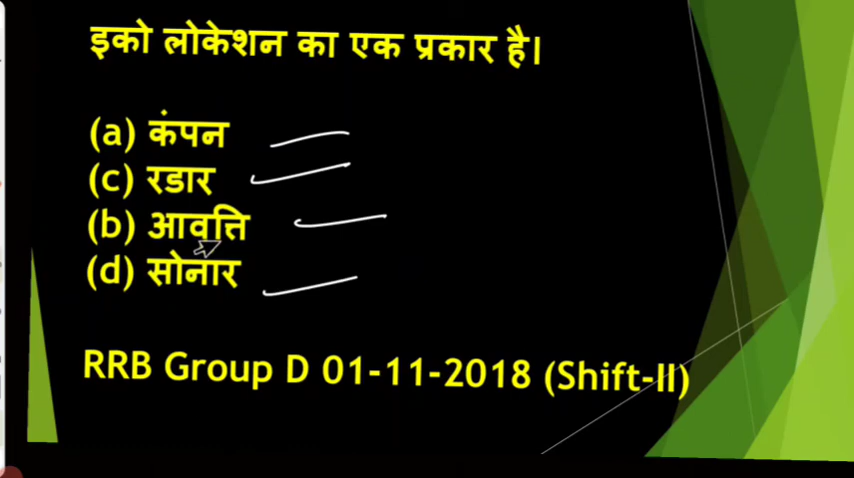 इको लोकेशन का एक प्रकार है।
(a) कंपन
(c) रडार
(b) आवृत्ति
(d) सोनार
RRB Group D 01-11-2018 (Shift-II)